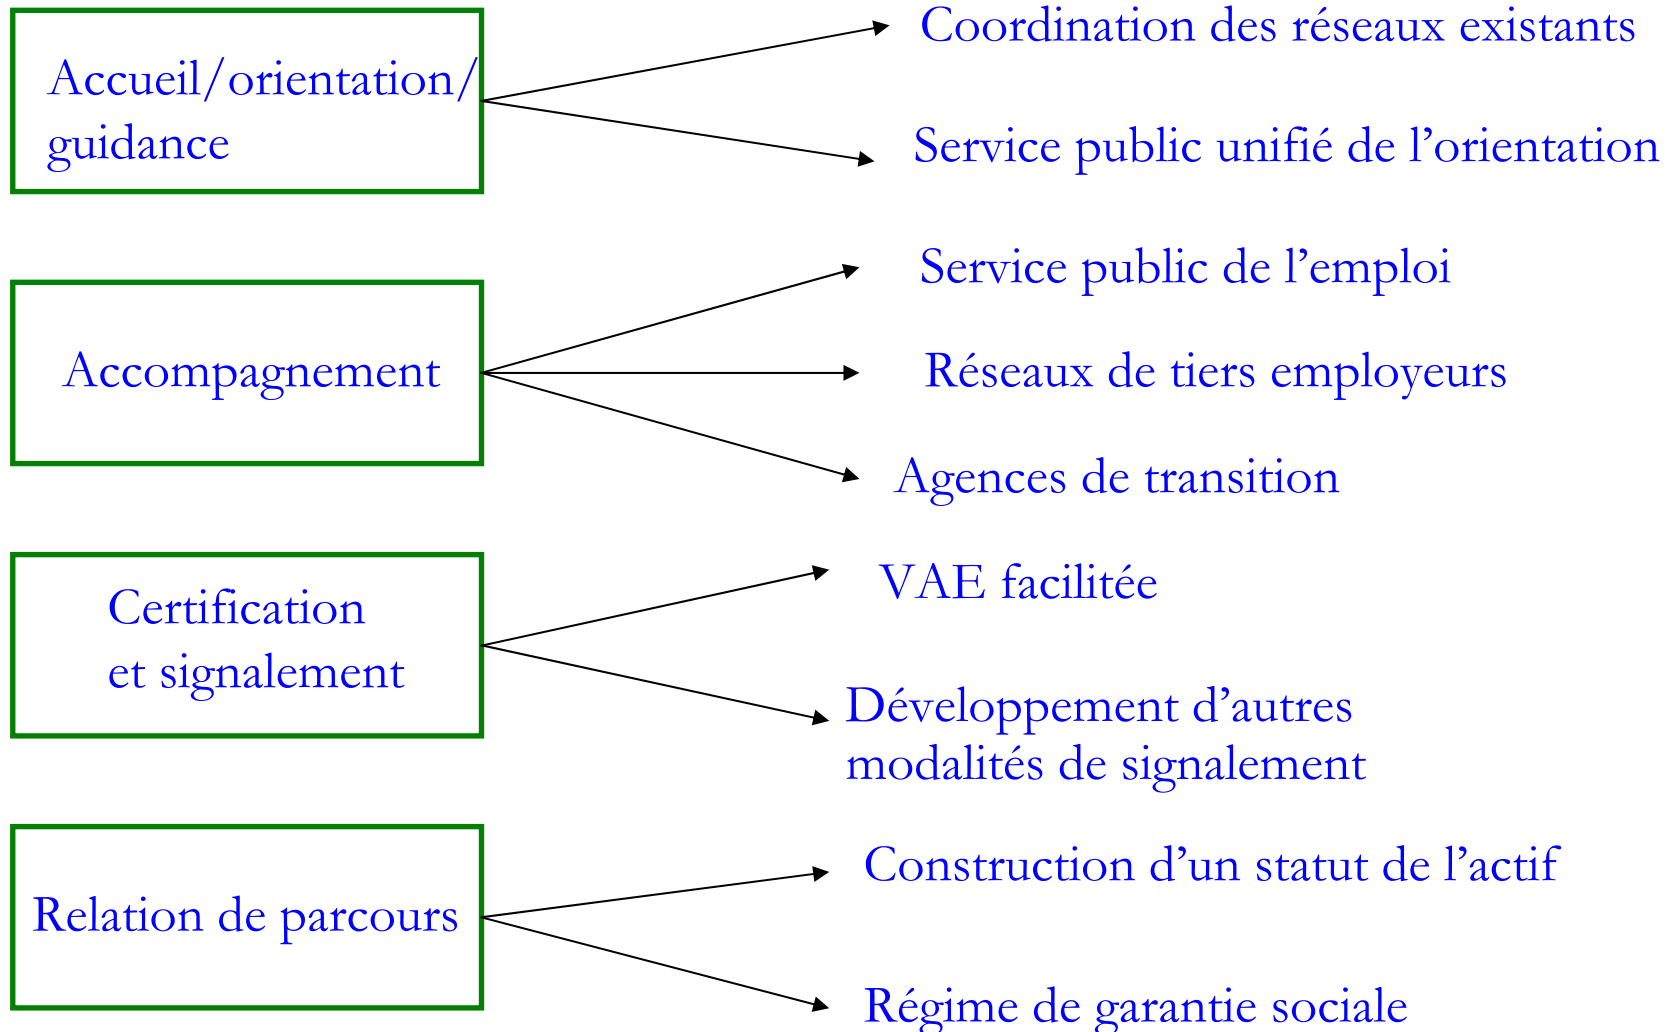 Accueil/orientation/
guidance
Coordination des réseaux existants
Service public unifié de l’orientation
Accompagnement
Service public de l’emploi
Réseaux de tiers employeurs
Agences de transition
Certification
et signalement
VAE facilitée
Développement d’autres
modalités de signalement
Relation de parcours
Construction d’un statut de l’actif
Régime de garantie sociale